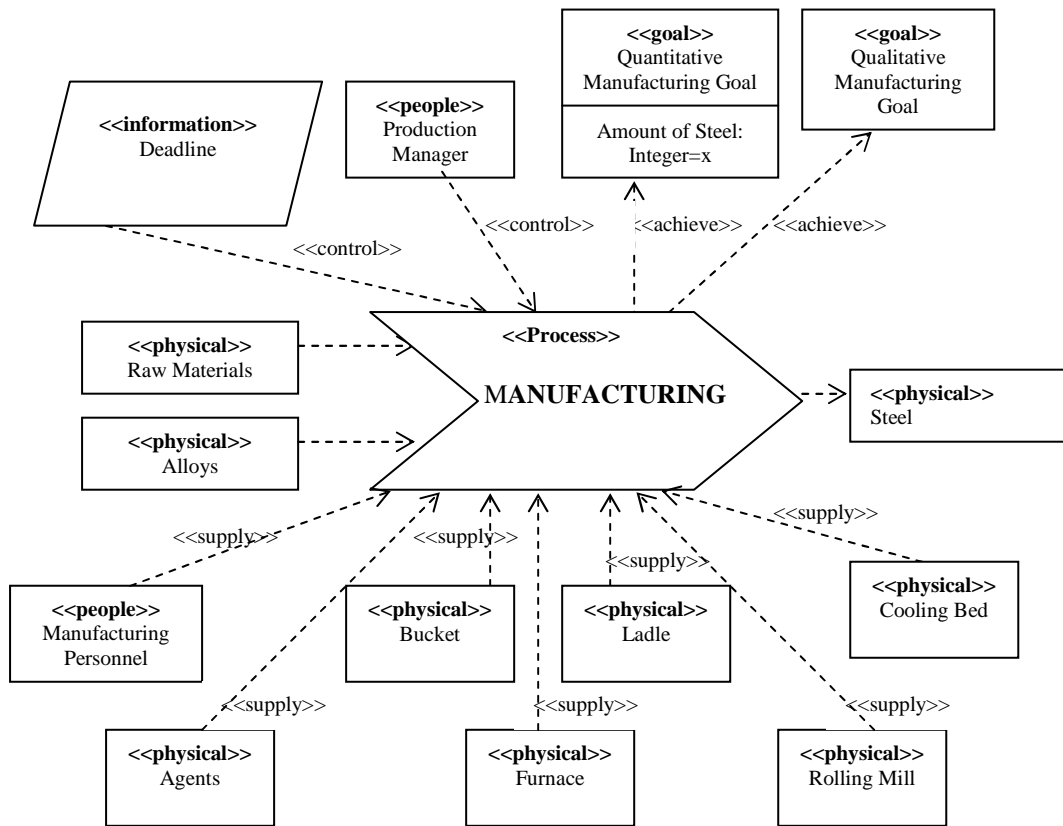 <<goal>>
Quantitative
Manufacturing Goal
Amount of Steel:
Integer=x
<<goal>>
Qualitative
Manufacturing
Goal
<<information>>
Deadline
<<people>>
Production
Manager
<<control>>
<<control>>
<<achieve>>
<<achieve>>
<<physical>>
Raw Materials
<<Process>>
MANUFACTURING
<<physical>>
Steel
<<physical>>
Alloys
<<supply>>
<<supply>>
<<supply>>
<<supply>>
<<people>>
Manufacturing
Personnel
<<physical>>
Bucket
<<physical>>
Ladle
<<physical>>
Cooling Bed
<<supply>>
<<supply>>
<<supply>>
<<physical>>
Agents
<<physical>>
Furnace
<<physical>>
Rolling Mill